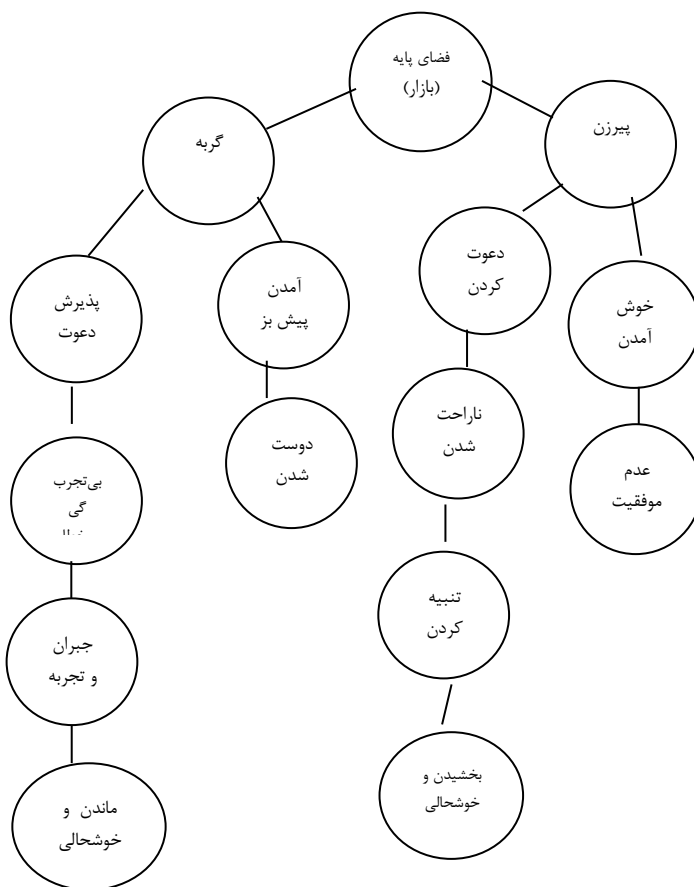 فضای پایه
(بازار)
پیرزن
گربه
دعوت
کردن
خوش
آمدن
آمدن
پیش بز
پذیرش
دعوت
ناراحت
شدن
دوست
شدن
عدم
موفقیت
بی‌تجرب
گی
تنبیه
کردن
جبران
و تجربه
بخشیدن و
خوشحالی
ماندن و
خوشحالی